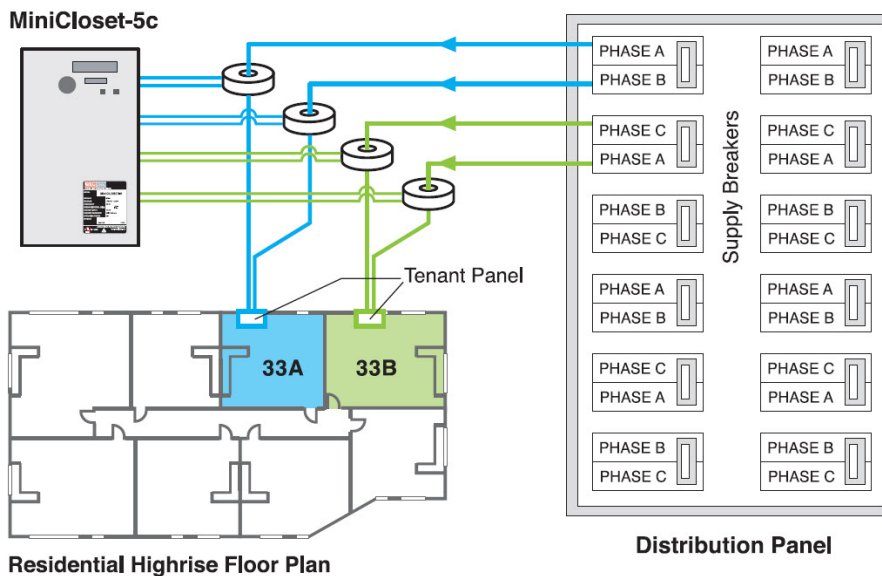 MiniCloset-5c
PHASE A
PHASE B
PHASE C
PHASE A
PHASE B
PHASE C
PHASE A
PHASE B
PHASE C
PHASE A
PHASE B
PHASE C
Supply Breakers
PHASE A
PHASE B
PHASE C
PHASE A
PHASE B
PHASE C
PHASE A
PHASE B
PHASE C
PHASE A
PHASE B
PHASE C
Tenant Panel
33A
33B
Residential Highrise Floor Plan
Distribution Panel